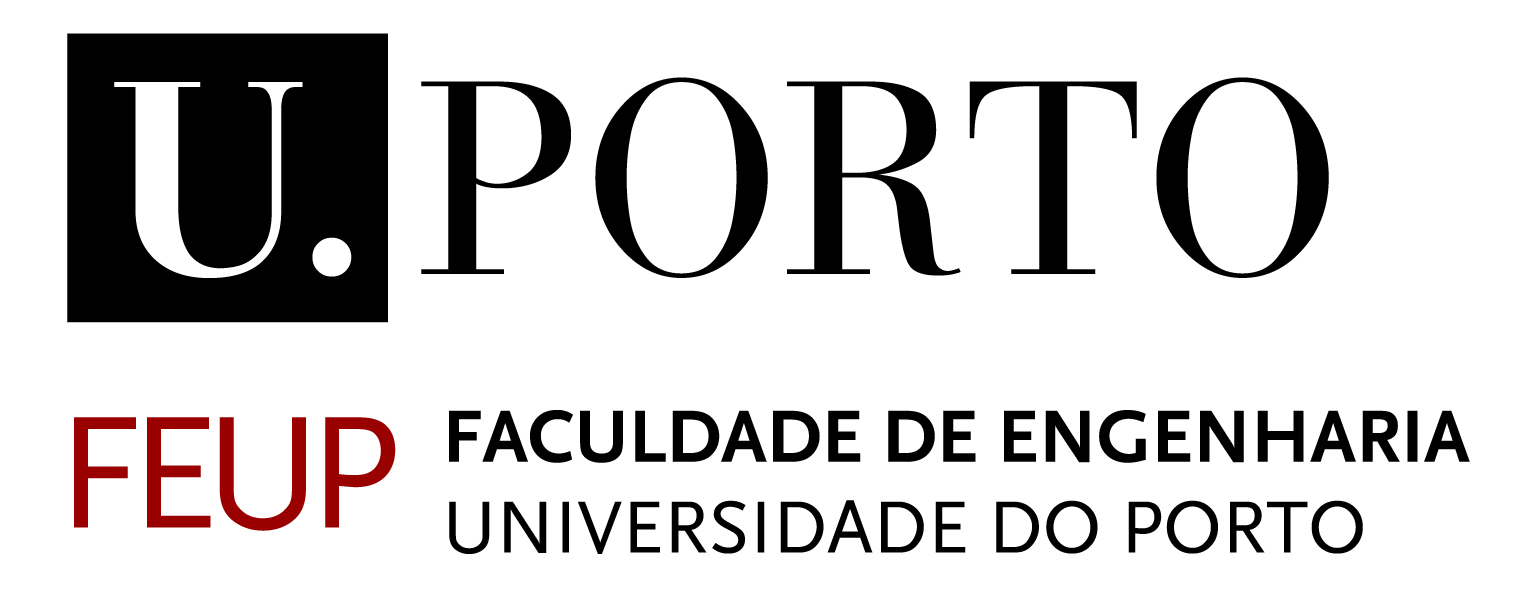 U. PORTO
FEUP FACULDADE DE ENGENHARIA
UNIVERSIDADE DO PORTO